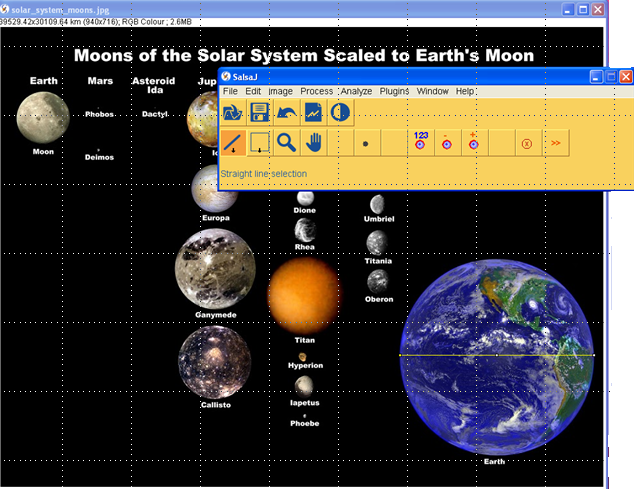 solar_system_moons.jpg
39529.42x30109.64 km (940x716); RGB Colour ; 2.6MB
Moons of the Solar System Scaled to Earth's Moon
Earth Mars Asteroid Ida
SalsaJ
File Edit Image Process Analyze Plugins Window Help
123 - +
>>
Straight line selection
Moon
Phobos
Deimos
Dactyl
Europa
Ganymede
Callisto
Dione
Rhea
Titan
Hyperion
Iapetus
Phoebe
Umbriel
Titania
Oberon
Earth